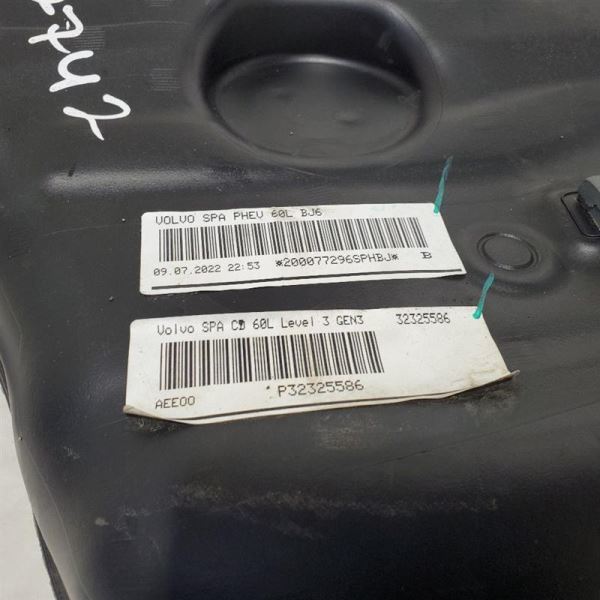 VOLVO SPA PHEV 60L BJ6
09.07.2022 22:53 *200077296SPHBJ* B
Volvo SPA CD 60L Level 3 GEN3 32325586
AEE00 P32325586